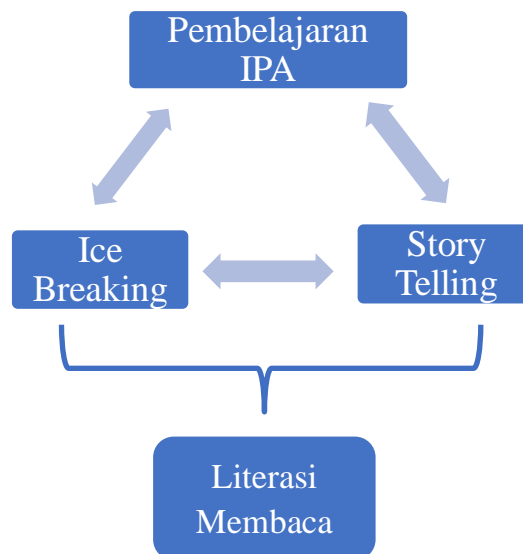 Pembelajaran
IPA
Ice
Breaking
Story
Telling
Literasi
Membaca